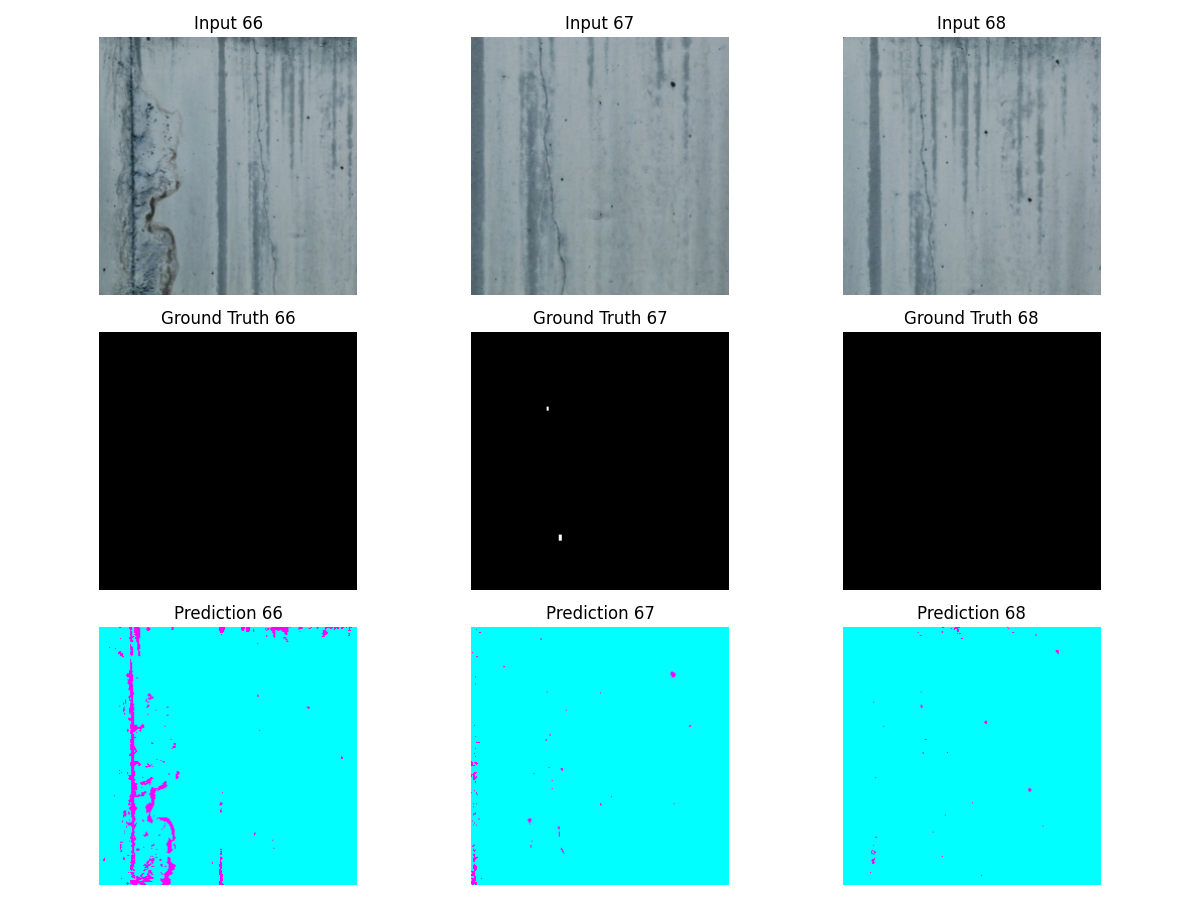 Input 66
Input 67
Input 68
Ground Truth 66
Ground Truth 67
Ground Truth 68
Prediction 66
Prediction 67
Prediction 68